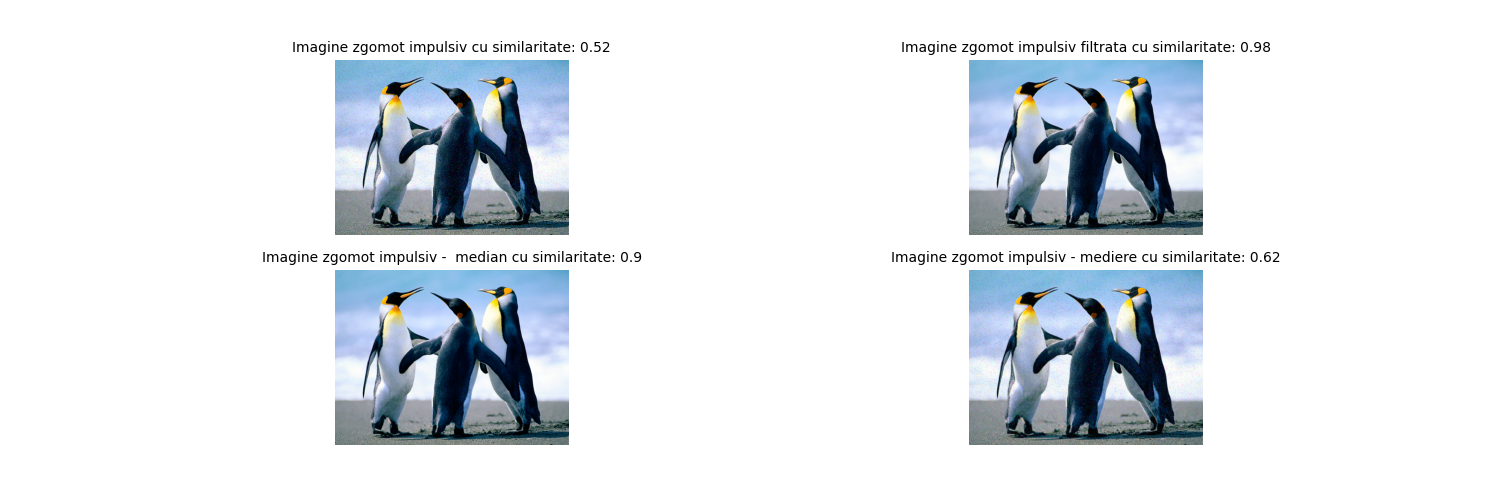 Imagine zgomot impulsiv cu similaritate: 0.52
Imagine zgomot impulsiv filtrata cu similaritate: 0.98
Imagine zgomot impulsiv -  median cu similaritate: 0.9
Imagine zgomot impulsiv - mediere cu similaritate: 0.62